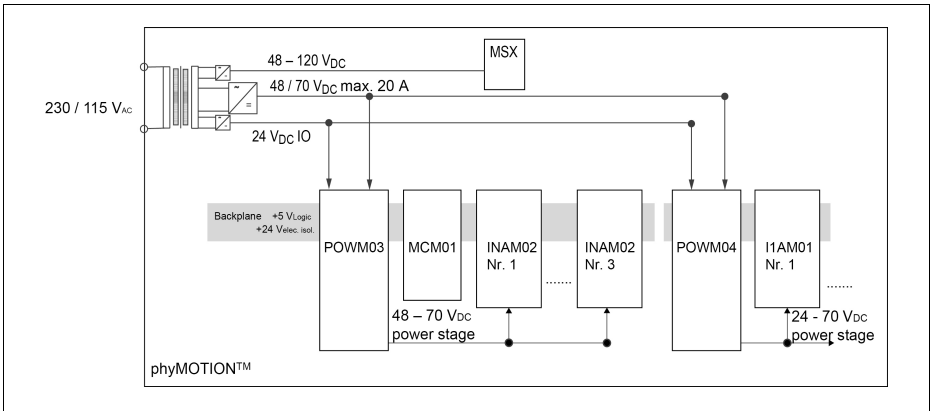 MSX
48 – 120 VDC
48 / 70 VDC max. 20 A
~
=
230 / 115 VAC
24 VDC IO
Backplane +5 VLogic
+24 Velec. isol.
POWM03
MCM01
INAM02
Nr. 1
.......
INAM02
Nr. 3
POWM04
I1AM01
Nr. 1
.......
48 – 70 VDC
power stage
24 - 70 VDC
power stage
phyMOTION™